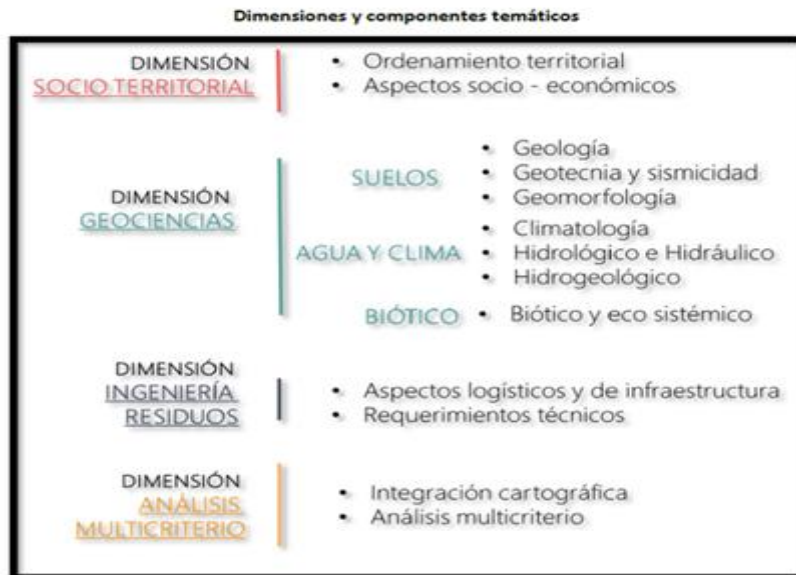 Dimensiones y componentes temáticos
DIMENSIÓN
SOCIO TERRITORIAL
• Ordenamiento territorial
• Aspectos socio - económicos
DIMENSIÓN
GEOCIENCIAS
SUELOS
• Geología
• Geotecnia y sismicidad
• Geomorfología
AGUA Y CLIMA
• Climatología
• Hidrológico e Hidráulico
• Hidrogeológico
BIÓTICO
• Biótico y eco sistémico
DIMENSIÓN
INGENIERÍA
RESIDUOS
• Aspectos logísticos y de infraestructura
• Requerimientos técnicos
DIMENSIÓN
ANÁLISIS
MULTICRITERIO
• Integración cartográfica
• Análisis multicriterio